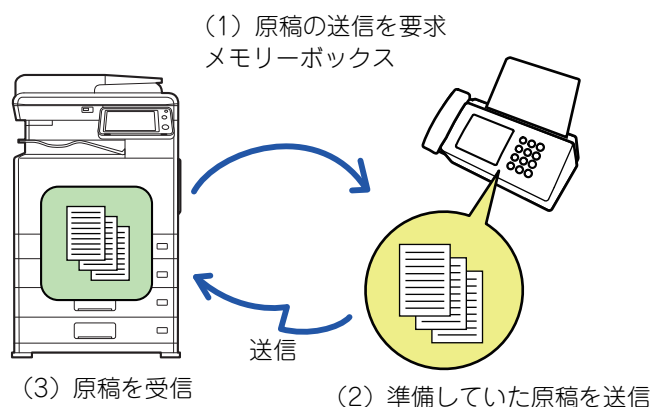 （1）原稿の送信を要求
メモリーボックス
送信
（3）原稿を受信
（2）準備していた原稿を送信